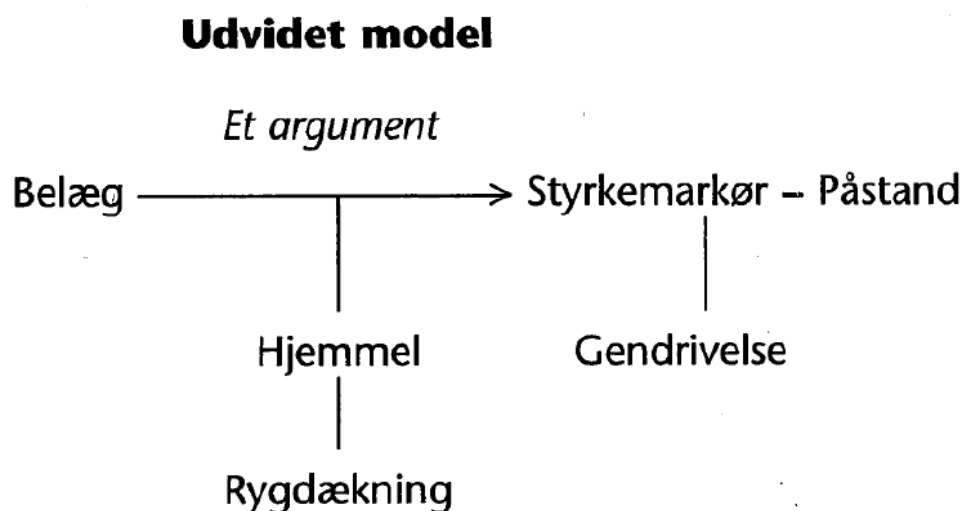 Udvidet model
Et argument
Belæg
Styrkemarkør – Påstand
Hjemmel
Gendrivelse
Rygdækning